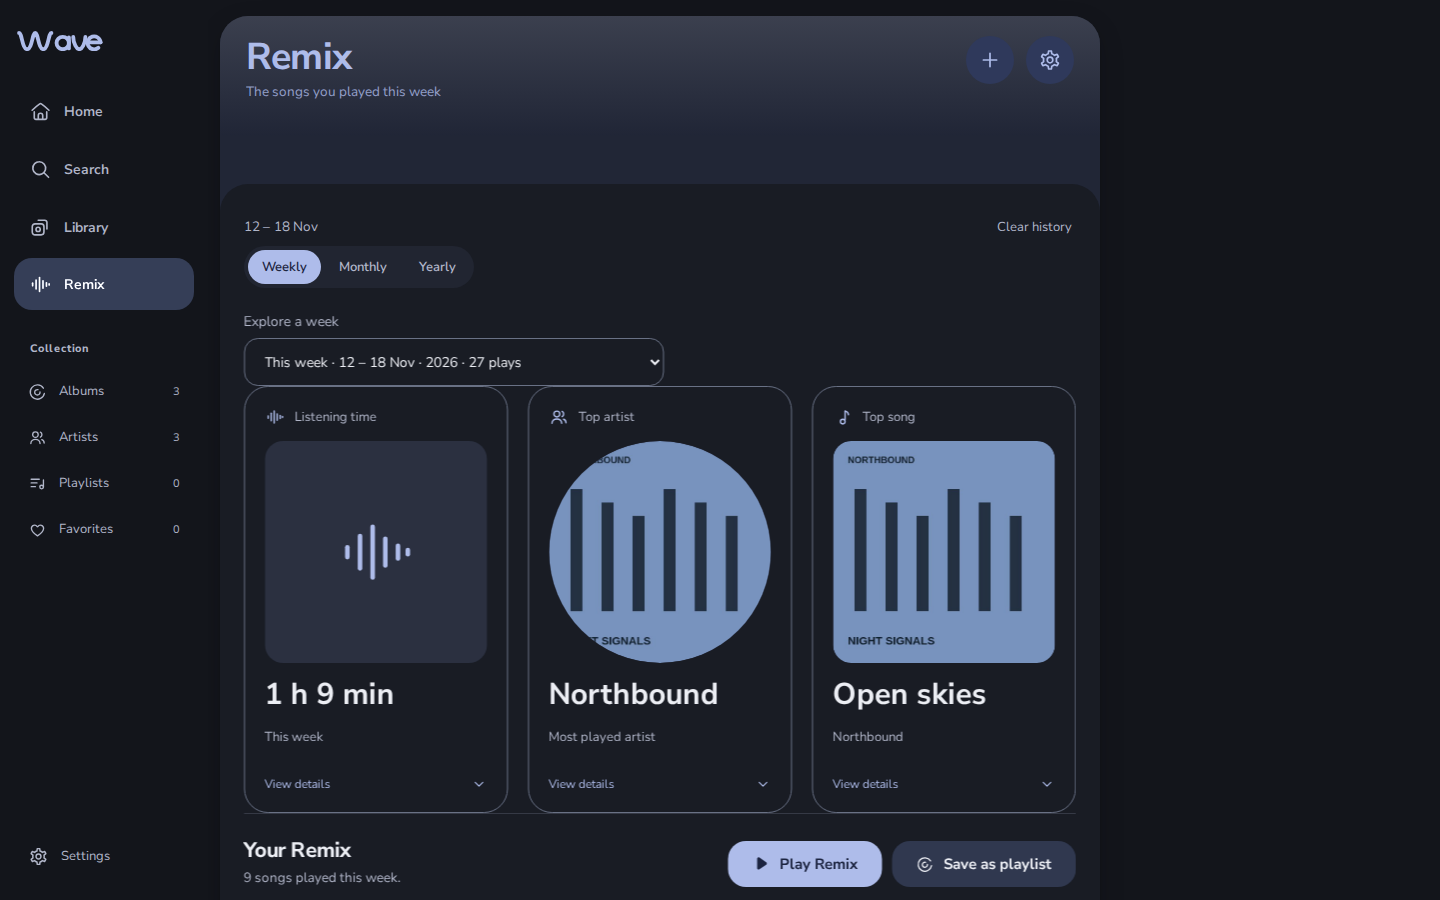 Wave
Home
Search
Library
Remix
Collection
Albums 3
Artists 3
Playlists 0
Favorites 0
Settings
Remix
The songs you played this week
12 – 18 Nov
Clear history
Weekly Monthly Yearly
Explore a week
This week · 12 – 18 Nov · 2026 · 27 plays
Listening time
1 h 9 min
This week
View details
Top artist
BOUND
T SIGNALS
Northbound
Most played artist
View details
Top song
NORTHBOUND
NIGHT SIGNALS
Open skies
Northbound
View details
Your Remix
9 songs played this week.
Play Remix
Save as playlist